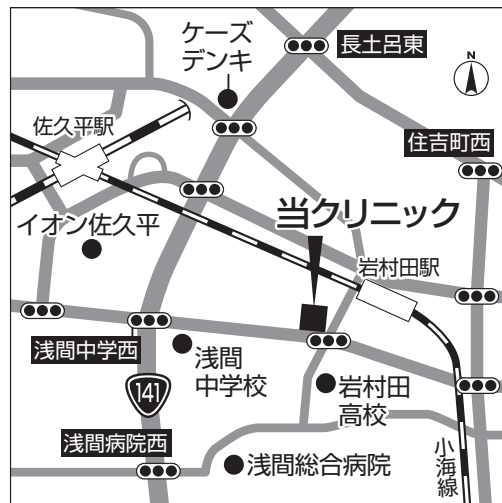 ケーズ
デンキ
長土呂東
N
佐久平駅
住吉町西
当クリニック
イオン佐久平
岩村田駅
浅間中学西
浅間
中学校
141
岩村田
高校
浅間病院西
浅間総合病院
小海線